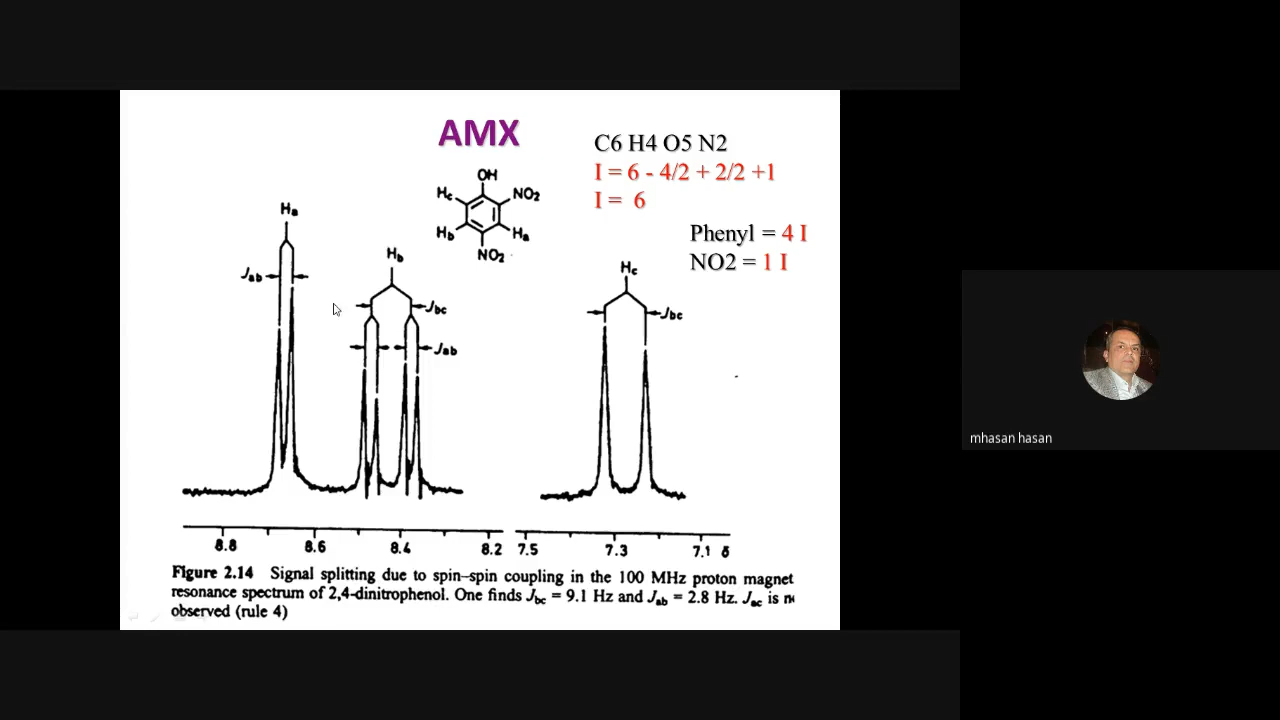 AMX
C6 H4 O5 N2
I = 6 - 4/2 + 2/2 +1
I = 6
Phenyl = 4 I
NO2 = 1 I
OH
Hc
NO2
Hb
Ha
NO2
Ha
Jab
Hb
Jbc
Jab
Hc
Jbc
8.8 8.6 8.4 8.2 7.5 7.3 7.1 δ
Figure 2.14 Signal splitting due to spin–spin coupling in the 100 MHz proton magnet
resonance spectrum of 2,4-dinitrophenol. One finds Jbc = 9.1 Hz and Jab = 2.8 Hz. Jac is
observed (rule 4)
mhasan hasan